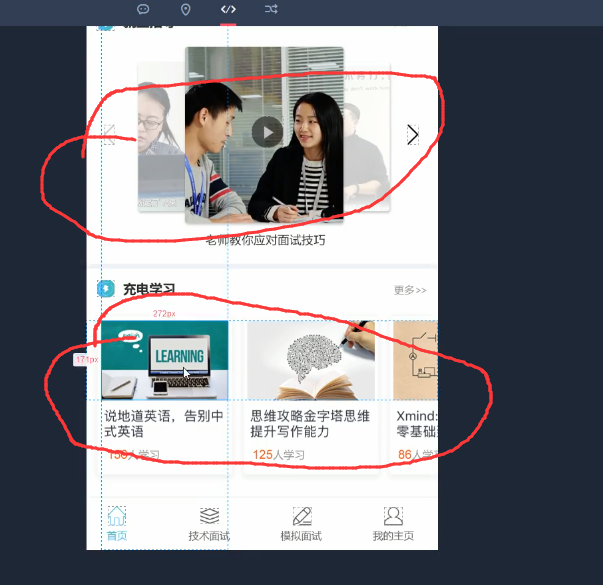 老师教你应对面试技巧
充电学习
更多>>
272px
171px
LEARNING
说地道英语，告别中
式英语
156人学习
思维攻略金字塔思维
提升写作能力
125人学习
Xmind:
零基础
86人学习
首页
技术面试
模拟面试
我的主页